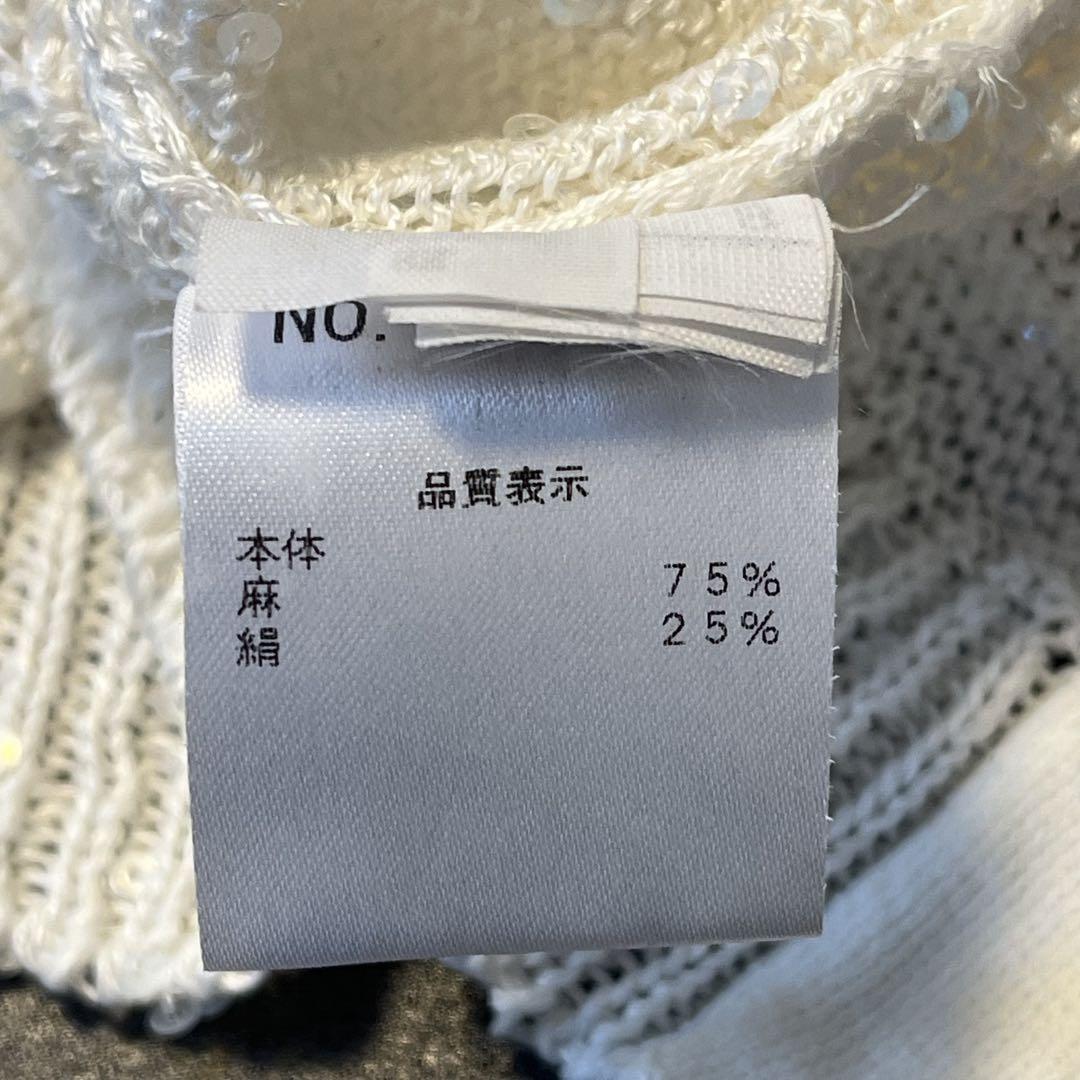 NO.
品質表示
本体
麻 75%
絹 25%